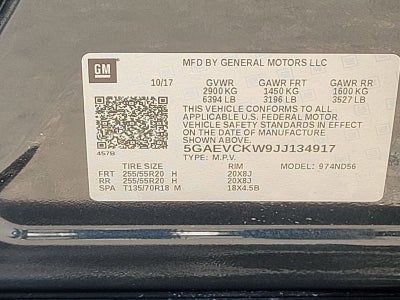 GM
MFD BY GENERAL MOTORS LLC
10/17 GVWR GAWR FRT GAWR RR
2900 KG 1450 KG 1600 KG
6394 LB 3196 LB 3527 LB
THIS VEHICLE CONFORMS TO ALL
APPLICABLE U.S. FEDERAL MOTOR
VEHICLE SAFETY STANDARDS IN EFFECT
ON THE DATE OF MANUFACTURE
SHOWN ABOVE.
457B 5GAEVCKW9JJ134917
TYPE: M.P.V.
TIRE SIZE RIMS MODEL: 974ND56
FRT 255/55R20 H 20X8J
RR 255/55R20 H 20X8J
SPA T135/70R18 M 18X4.5B